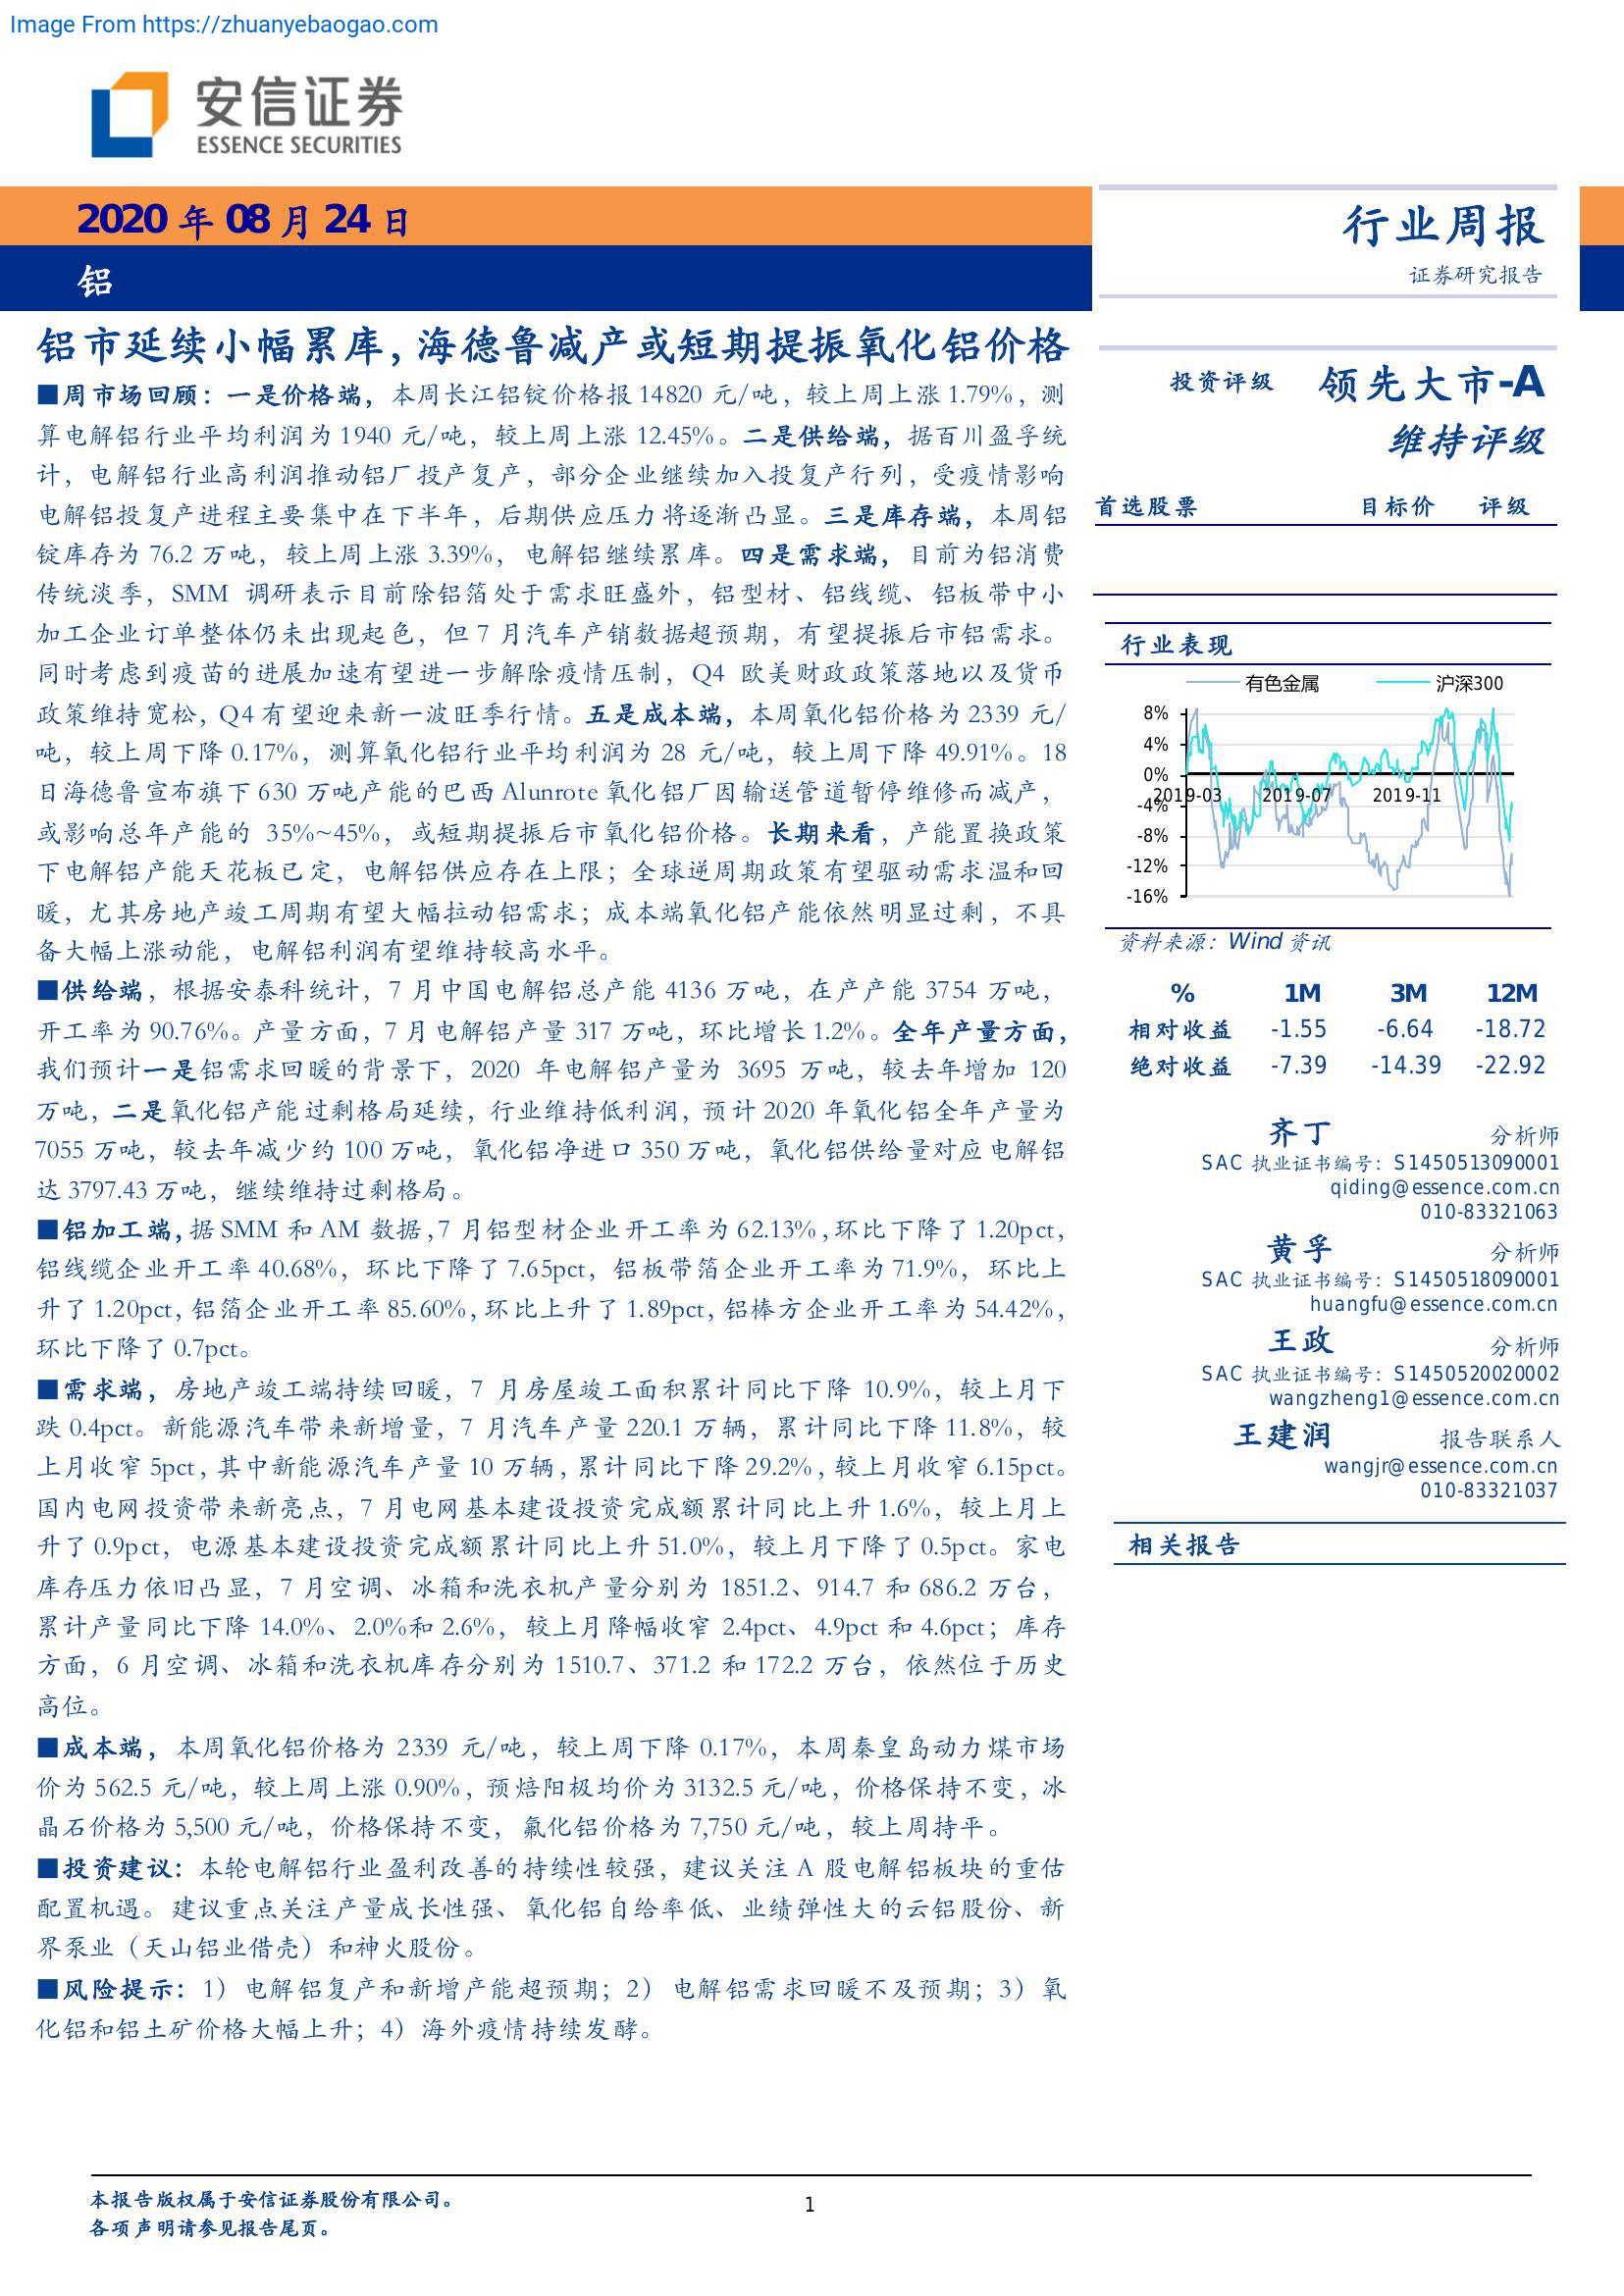 Image From https://zhuanyebaogao.com
安信证券
ESSENCE SECURITIES
2020 年 08 月 24 日
铝
行业周报
证券研究报告
铝市延续小幅累库，海德鲁减产或短期提振氧化铝价格
■周市场回顾：一是价格端，本周长江铝锭价格报 14820 元/吨，较上周上涨 1.79%，测
算电解铝行业平均利润为 1940 元/吨，较上周上涨 12.45%。二是供给端，据百川盈孚统
计，电解铝行业高利润推动铝厂投产复产，部分企业继续加入投复产行列，受疫情影响
电解铝投复产进程主要集中在下半年，后期供应压力将逐渐凸显。三是库存端，本周铝
锭库存为 76.2 万吨，较上周上涨 3.39%，电解铝继续累库。四是需求端，目前为铝消费
传统淡季，SMM 调研表示目前除铝箔处于需求旺盛外，铝型材、铝线缆、铝板带中小
加工企业订单整体仍未出现起色，但 7 月汽车产销数据超预期，有望提振后市铝需求。
同时考虑到疫苗的进展加速有望进一步解除疫情压制，Q4 欧美财政政策落地以及货币
政策维持宽松，Q4 有望迎来新一波旺季行情。五是成本端，本周氧化铝价格为 2339 元/
吨，较上周下降 0.17%，测算氧化铝行业平均利润为 28 元/吨，较上周下降 49.91%。18
日海德鲁宣布旗下 630 万吨产能的巴西 Alunrote 氧化铝厂因输送管道暂停维修而减产，
或影响总年产能的 35%~45%，或短期提振后市氧化铝价格。长期来看，产能置换政策
下电解铝产能天花板已定，电解铝供应存在上限；全球逆周期政策有望驱动需求温和回
暖，尤其房地产竣工周期有望大幅拉动铝需求；成本端氧化铝产能依然明显过剩，不具
备大幅上涨动能，电解铝利润有望维持较高水平。
■供给端，根据安泰科统计，7 月中国电解铝总产能 4136 万吨，在产产能 3754 万吨，
开工率为 90.76%。产量方面，7 月电解铝产量 317 万吨，环比增长 1.2%。全年产量方面，
我们预计一是铝需求回暖的背景下，2020 年电解铝产量为 3695 万吨，较去年增加 120
万吨，二是氧化铝产能过剩格局延续，行业维持低利润，预计 2020 年氧化铝全年产量为
7055 万吨，较去年减少约 100 万吨，氧化铝净进口 350 万吨，氧化铝供给量对应电解铝
达 3797.43 万吨，继续维持过剩格局。
■铝加工端，据 SMM 和 AM 数据，7 月铝型材企业开工率为 62.13%，环比下降了 1.20pct，
铝线缆企业开工率 40.68%，环比下降了 7.65pct，铝板带箔企业开工率为 71.9%，环比上
升了 1.20pct，铝箔企业开工率 85.60%，环比上升了 1.89pct，铝棒方企业开工率为 54.42%，
环比下降了 0.7pct。
■需求端，房地产竣工端持续回暖，7 月房屋竣工面积累计同比下降 10.9%，较上月下
跌 0.4pct。新能源汽车带来新增量，7 月汽车产量 220.1 万辆，累计同比下降 11.8%，较
上月收窄 5pct，其中新能源汽车产量 10 万辆，累计同比下降 29.2%，较上月收窄 6.15pct。
国内电网投资带来新亮点，7 月电网基本建设投资完成额累计同比上升 1.6%，较上月上
升了 0.9pct，电源基本建设投资完成额累计同比上升 51.0%，较上月下降了 0.5pct。家电
库存压力依旧凸显，7 月空调、冰箱和洗衣机产量分别为 1851.2、914.7 和 686.2 万台，
累计产量同比下降 14.0%、2.0%和 2.6%，较上月降幅收窄 2.4pct、4.9pct 和 4.6pct；库存
方面，6 月空调、冰箱和洗衣机库存分别为 1510.7、371.2 和 172.2 万台，依然位于历史
高位。
■成本端，本周氧化铝价格为 2339 元/吨，较上周下降 0.17%，本周秦皇岛动力煤市场
价为 562.5 元/吨，较上周上涨 0.90%，预焙阳极均价为 3132.5 元/吨，价格保持不变，冰
晶石价格为 5,500 元/吨，价格保持不变，氟化铝价格为 7,750 元/吨，较上周持平。
■投资建议：本轮电解铝行业盈利改善的持续性较强，建议关注 A 股电解铝板块的重估
配置机遇。建议重点关注产量成长性强、氧化铝自给率低、业绩弹性大的云铝股份、新
界泵业（天山铝业借壳）和神火股份。
■风险提示：1）电解铝复产和新增产能超预期；2）电解铝需求回暖不及预期；3）氧
化铝和铝土矿价格大幅上升；4）海外疫情持续发酵。
投资评级 领先大市-A
维持评级
首选股票 目标价 评级
行业表现
有色金属 沪深300
8%
4%
0%
-4%
-8%
-12%
-16%
2019-03 2019-07 2019-11
资料来源：Wind 资讯
% 1M 3M 12M
相对收益 -1.55 -6.64 -18.72
绝对收益 -7.39 -14.39 -22.92
齐丁 分析师
SAC 执业证书编号：S1450513090001
qiding@essence.com.cn
010-83321063
黄孚 分析师
SAC 执业证书编号：S1450518090001
huangfu@essence.com.cn
王政 分析师
SAC 执业证书编号：S1450520020002
wangzheng1@essence.com.cn
王建润 报告联系人
wangjr@essence.com.cn
010-83321037
相关报告
本报告版权属于安信证券股份有限公司。
各项声明请参见报告尾页。
1